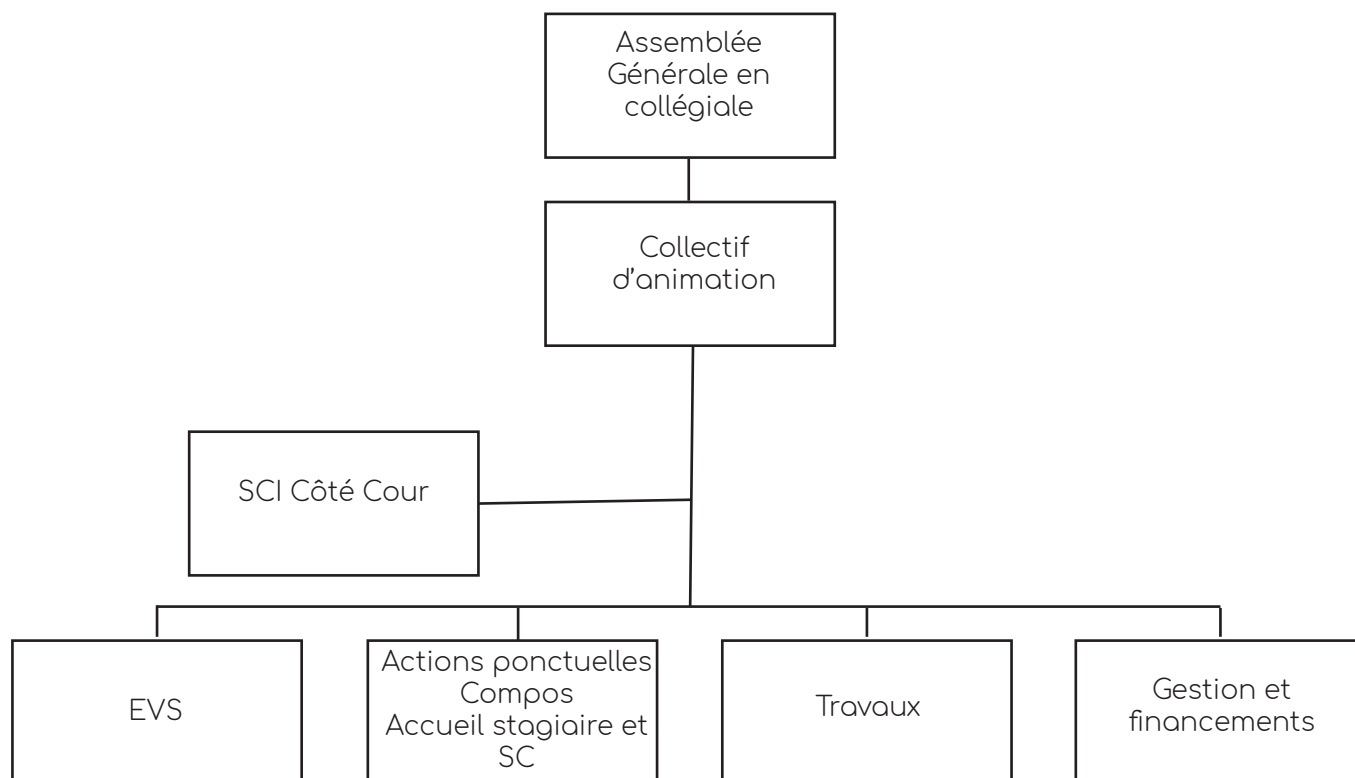 Assemblée
Générale en
collégiale
Collectif
d'animation
SCI Côté Cour
EVS
Actions ponctuelles
Compos
Accueil stagiaire et
SC
Travaux
Gestion et
financements